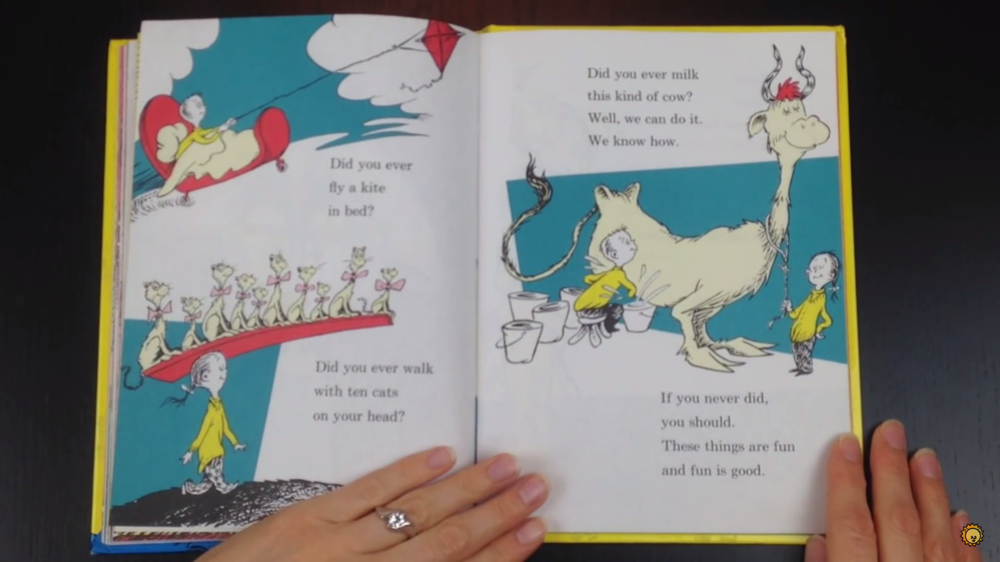 Did you ever
fly a kite
in bed?
Did you ever walk
with ten cats
on your head?
Did you ever milk
this kind of cow?
Well, we can do it.
We know how.
If you never did,
you should.
These things are fun
and fun is good.